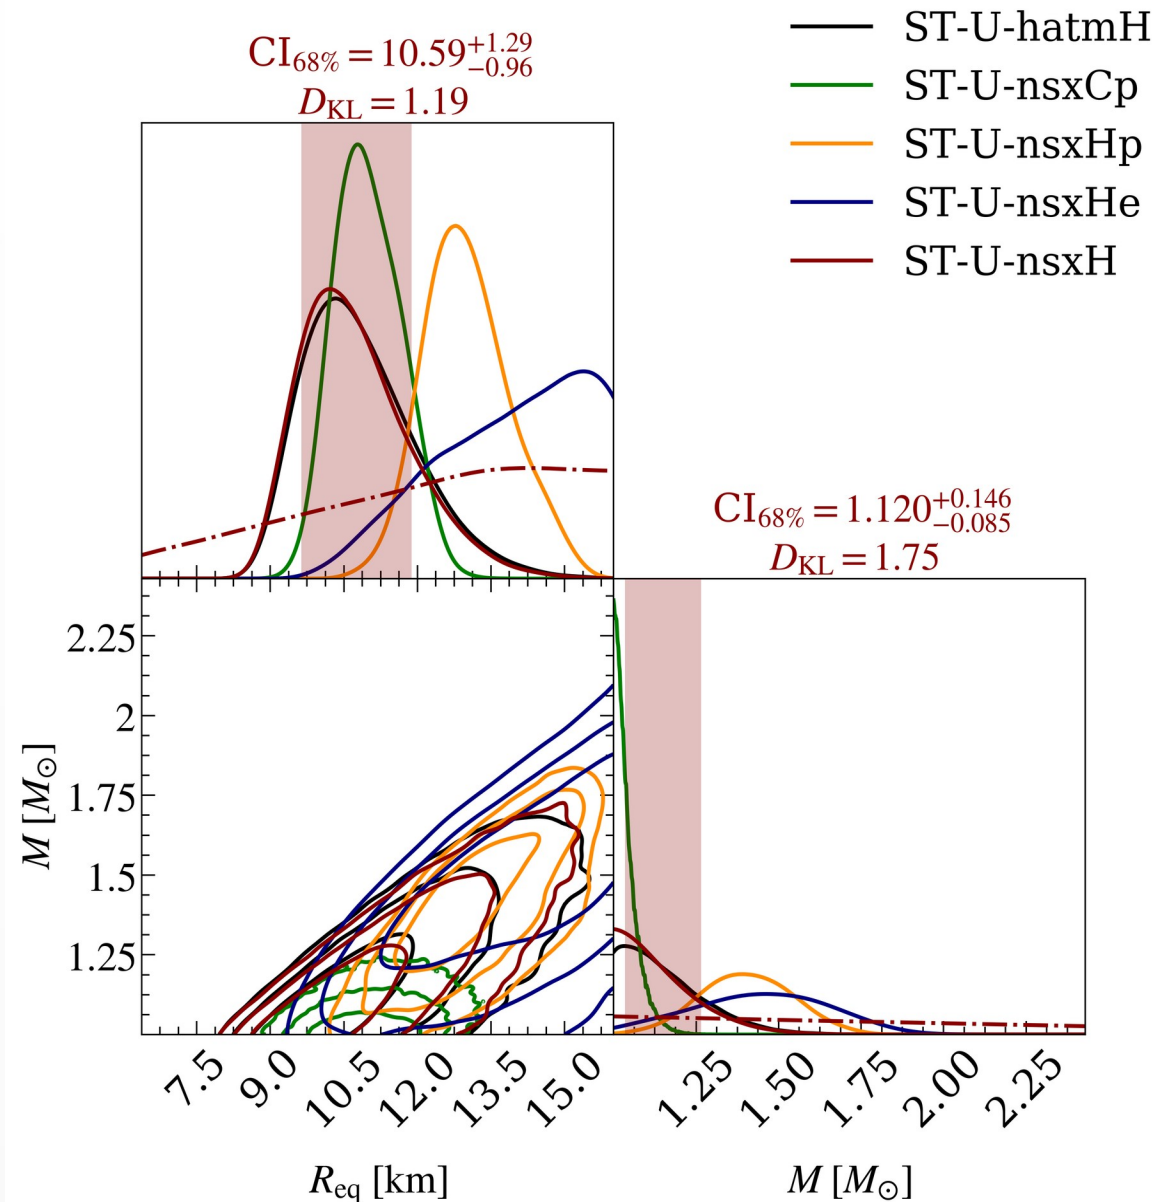 ST-U-hatmH
ST-U-nsxCp
ST-U-nsxHp
ST-U-nsxHe
ST-U-nsxH
CI68% = 10.59+1.29−0.96
DKL = 1.19
CI68% = 1.120+0.146−0.085
DKL = 1.75
2.25
2
1.75
1.5
1.25
M [M⊙]
7.5 9.0 10.5 12.0 13.5 15.0
1.25 1.50 1.75 2.00 2.25
Req [km]
M [M⊙]